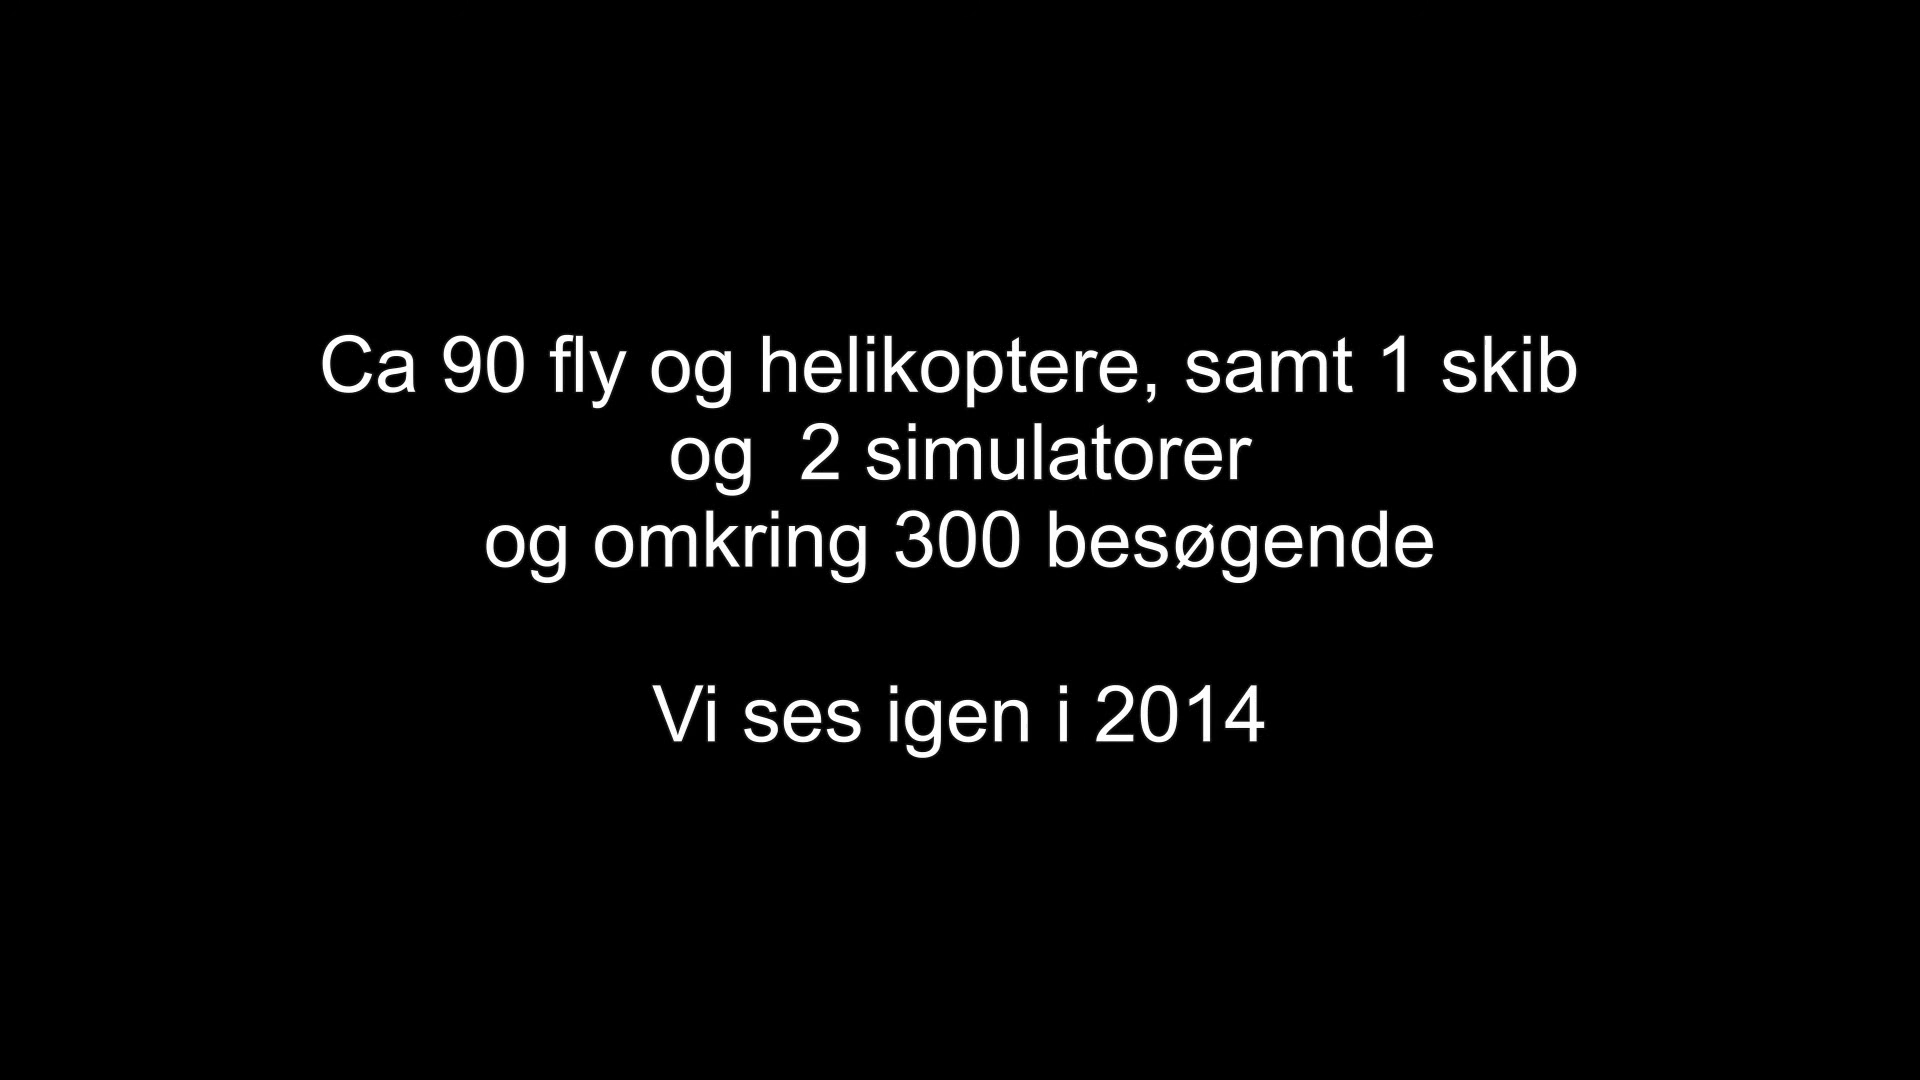 Ca 90 fly og helikoptere, samt 1 skib
og  2 simulatorer
og omkring 300 besøgende
Vi ses igen i 2014